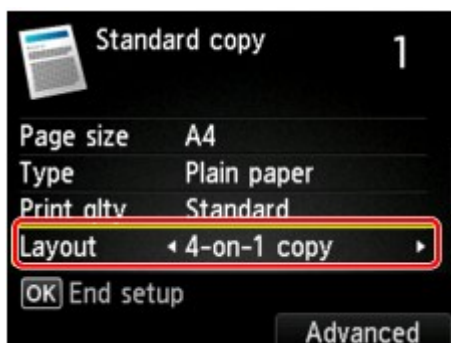 Standard copy 1
Page size A4
Type Plain paper
Print qlty Standard
Layout 4-on-1 copy
OK End setup
Advanced